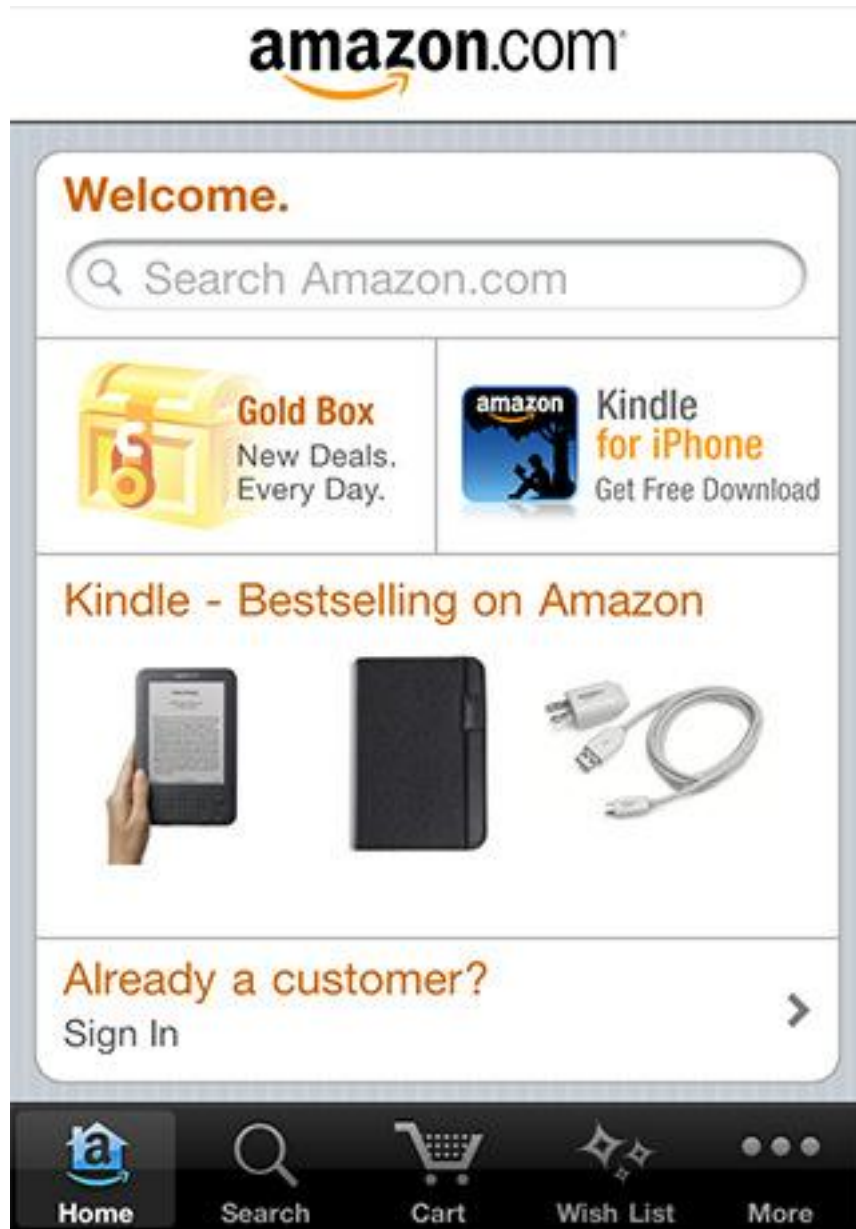 amazon.com
Welcome.
Search Amazon.com
Gold Box
New Deals.
Every Day.
amazon
Kindle
for iPhone
Get Free Download
Kindle - Bestselling on Amazon
Already a customer?
Sign In
a
Home
Search
Cart
Wish List
More